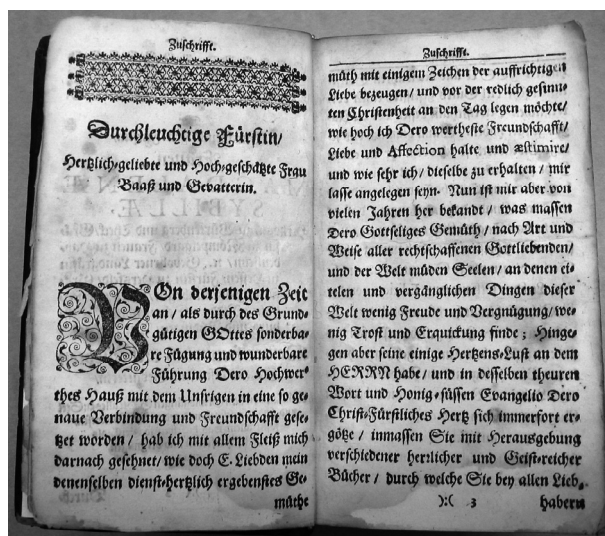 Zuschrifft.
Durchleuchtige Fürstin/
Hertzlich-geliebte und Hoch-geschätzte Frau
Baaß und Gevatterin.
VOn derjenigen Zeit
an / als durch des Grund-
gütigen GOttes sonderba-
re Fügung und wunderbare
Führung Dero Hochwer-
thes Hauß mit dem Unsrigen in eine so ge-
naue Verbindung und Freundschafft gese-
tzet worden / hab ich mit allem Fleiß mich
darnach gesehnet/ wie doch E. Liebden mein
denenselben dienst-hertzlich ergebenstes Ge-
müthe
Zuschrifft.
müth mit einigem Zeichen der auffrichtigen
Liebe bezeugen / und vor der redlich gesinn-
ten Christenheit an den Tag legen möchte/
wie hoch ich Dero wertheste Freundschafft/
Liebe und Affection halte und æstimire/
und wie sehr ich / dieselbe zu erhalten / mir
lasse angelegen seyn. Nun ist mir aber von
vielen Jahren her bekandt / was massen
Dero Gottseliges Gemüth / nach Art und
Weise aller rechtschaffenen Gottliebenden/
und der Welt müden Seelen / an denen ei-
telen und vergänglichen Dingen dieser
Welt wenig Freude und Vergnügung/ we-
nig Trost und Erquickung finde ; Hinge-
gen aber seine einige Hertzens-Lust an dem
HERRN habe / und in desselben theuren
Wort und Honig-süssen Evangelio Dero
Christ-Fürstliches Hertz sich immerfort er-
götze / inmassen Sie mit Herausgebung
verschiedener herrlicher und Geist-reicher
Bücher / durch welche Sie bey allen Lieb-
):( 3 habern